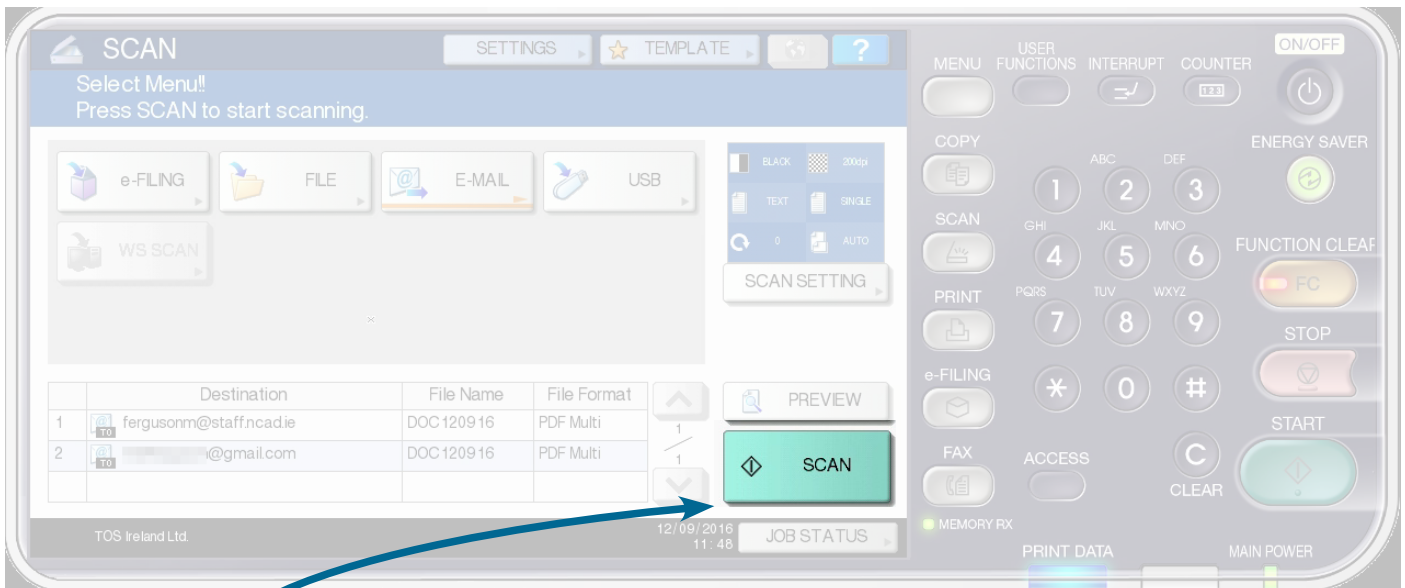 SCAN
SETTINGS
TEMPLATE
?
Select Menu!!
Press SCAN to start scanning.
e-FILING
FILE
E-MAIL
USB
WS SCAN
BLACK
200dpi
TEXT
SINGLE
0
AUTO
SCAN SETTING
Destination File Name File Format
1 TO fergusonm@staff.ncad.ie DOC120916 PDF Multi
2 TO @gmail.com DOC120916 PDF Multi
1
1
PREVIEW
SCAN
TOS Ireland Ltd.
12/09/2016
11:48
JOB STATUS
MENU
USER
FUNCTIONS
INTERRUPT
COUNTER
123
ON/OFF
COPY
ENERGY SAVER
ABC DEF
1 2 3
SCAN
GHI JKL MNO
4 5 6
FUNCTION CLEAR
FC
PRINT
PQRS TUV WXYZ
7 8 9
STOP
e-FILING
* 0 #
START
FAX
ACCESS
C
CLEAR
MEMORY RX
PRINT DATA
MAIN POWER